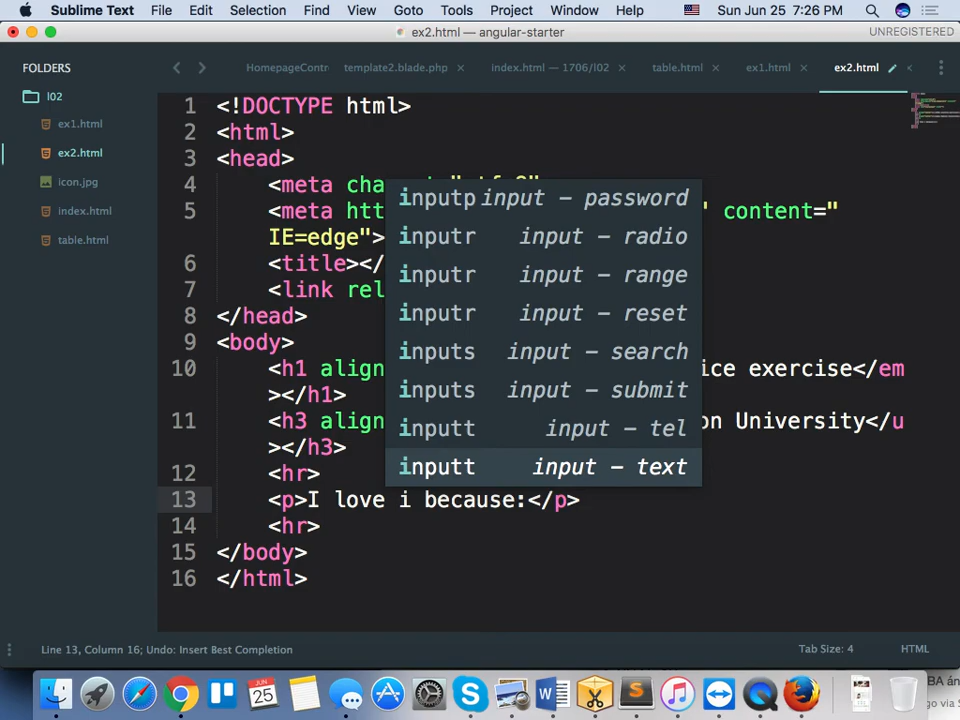 Sublime Text File Edit Selection Find View Goto Tools Project Window Help Sun Jun 25 7:26 PM
ex2.html — angular-starter UNREGISTERED
FOLDERS
l02
ex1.html
ex2.html
icon.jpg
index.html
table.html
HomepageContr template2.blade.php × index.html — 1706/l02 × table.html × ex1.html × ex2.html
1 <!DOCTYPE html>
2 <html>
3 <head>
4 <meta cha
5 <meta htt " content="
IE=edge">
6 <title></
7 <link rel
8 </head>
9 <body>
10 <h1 align ice exercise</em
></h1>
11 <h3 align on University</u
></h3>
12 <hr>
13 <p>I love i because:</p>
14 <hr>
15 </body>
16 </html>
inputp input – password
inputr input – radio
inputr input – range
inputr input – reset
inputs input – search
inputs input – submit
inputt input – tel
inputt input – text
Line 13, Column 16; Undo: Insert Best Completion Tab Size: 4 HTML
JUN
25
BA án
go via S